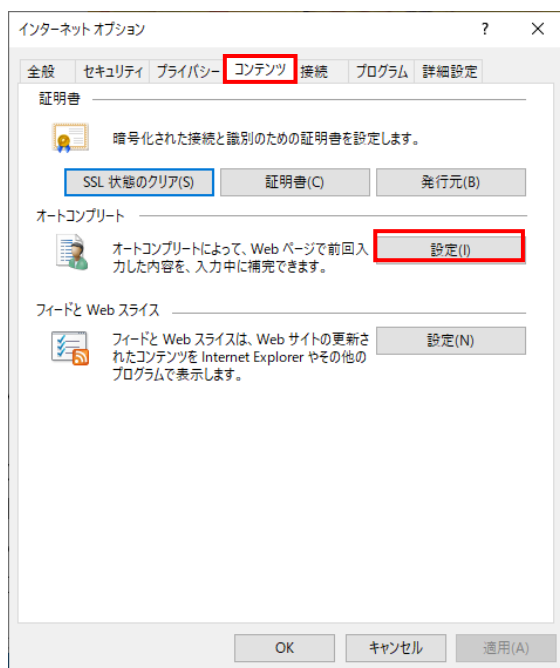 インターネット オプション ? ×
全般 セキュリティ プライバシー コンテンツ 接続 プログラム 詳細設定
証明書
暗号化された接続と識別のための証明書を設定します。
SSL 状態のクリア(S) 証明書(C) 発行元(B)
オートコンプリート
オートコンプリートによって、Web ページで前回入
力した内容を、入力中に補完できます。
設定(I)
フィードと Web スライス
フィードと Web スライスは、Web サイトの更新さ
れたコンテンツを Internet Explorer やその他の
プログラムで表示します。
設定(N)
OK キャンセル 適用(A)